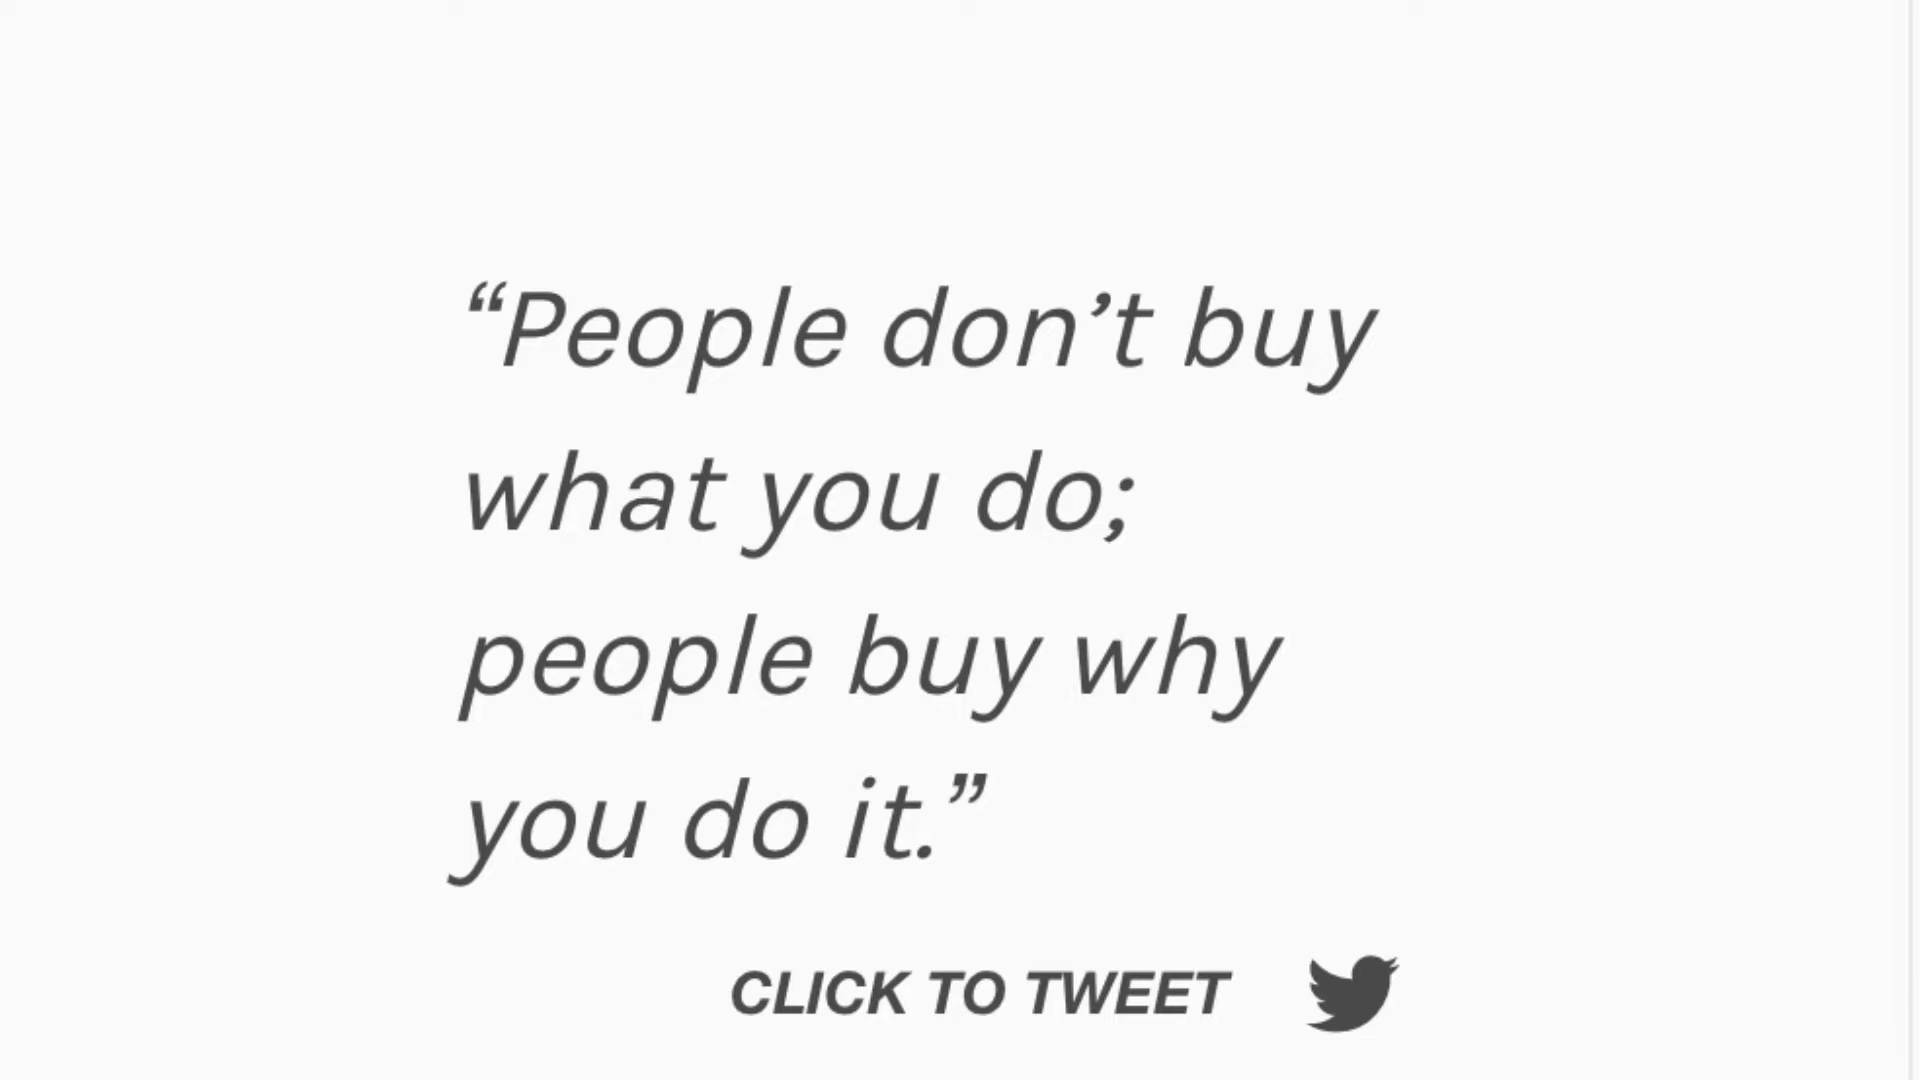 “People don’t buy
what you do;
people buy why
you do it.”
CLICK TO TWEET